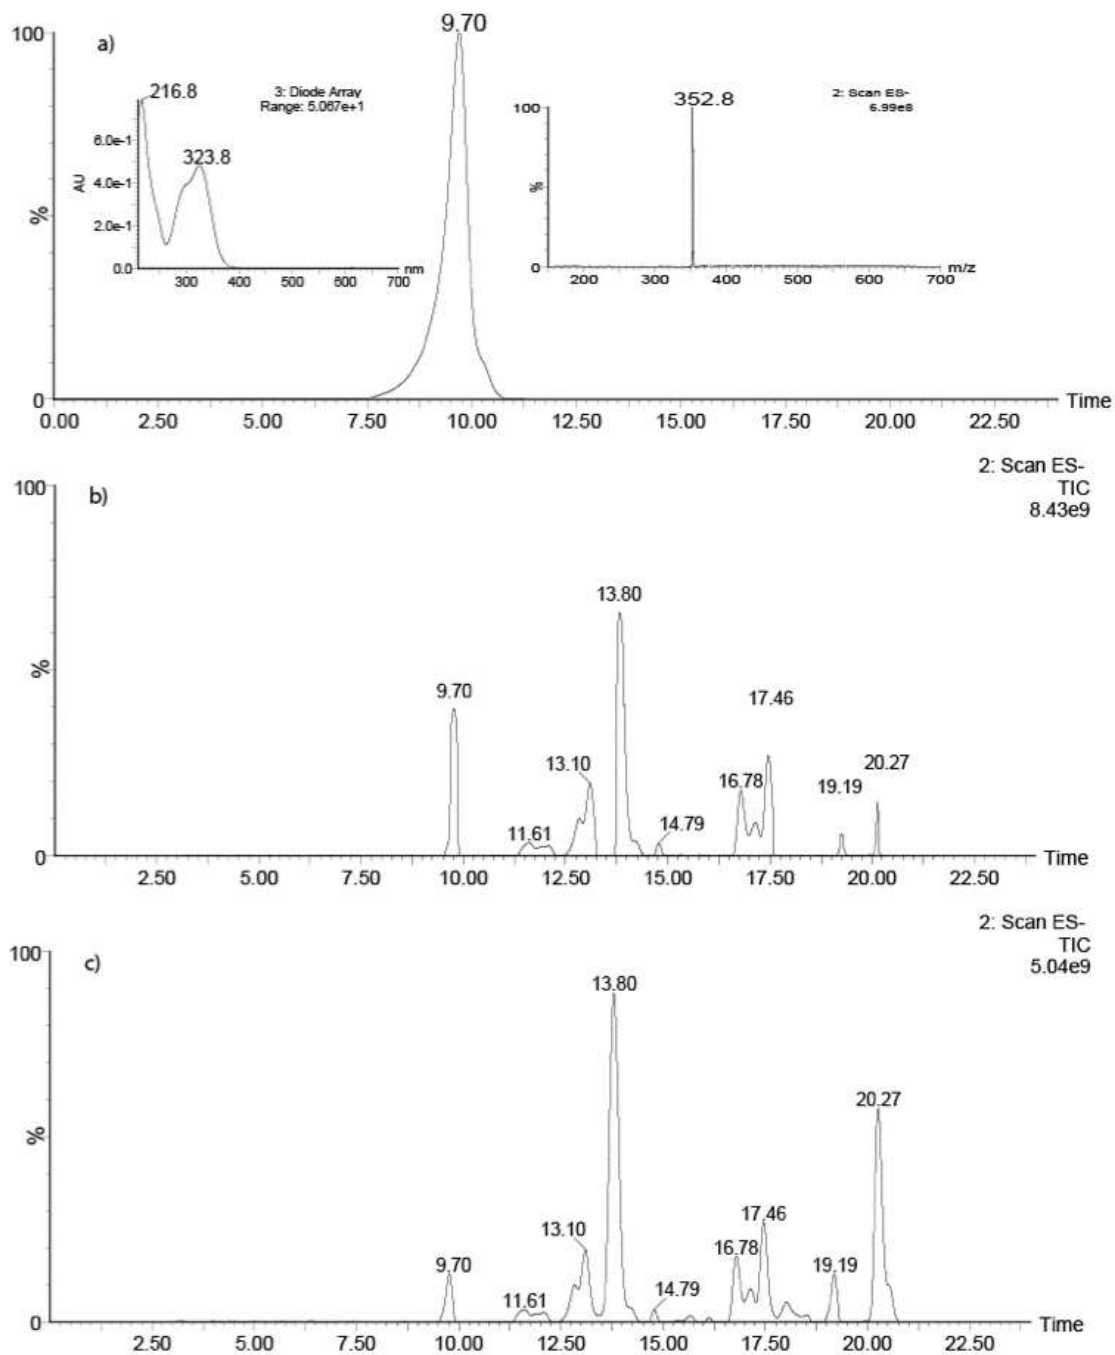 9.70
100
a)
216.8
3: Diode Array
Range: 5.067e+1
352.8
2: Scan ES-
6.99e8
100
6.0e-1
323.8
AU
4.0e-1
%
%
2.0e-1
0.0
nm
0
m/z
300 400 500 600 700
200 300 400 500 600 700
0
Time
0.00 2.50 5.00 7.50 10.00 12.50 15.00 17.50 20.00 22.50
2: Scan ES-
TIC
8.43e9
100
b)
13.80
%
9.70
17.46
13.10
16.78
19.19
20.27
11.61
14.79
0
Time
2.50 5.00 7.50 10.00 12.50 15.00 17.50 20.00 22.50
2: Scan ES-
TIC
5.04e9
100
c)
13.80
20.27
%
13.10
17.46
16.78
9.70
19.19
11.61
14.79
0
Time
2.50 5.00 7.50 10.00 12.50 15.00 17.50 20.00 22.50